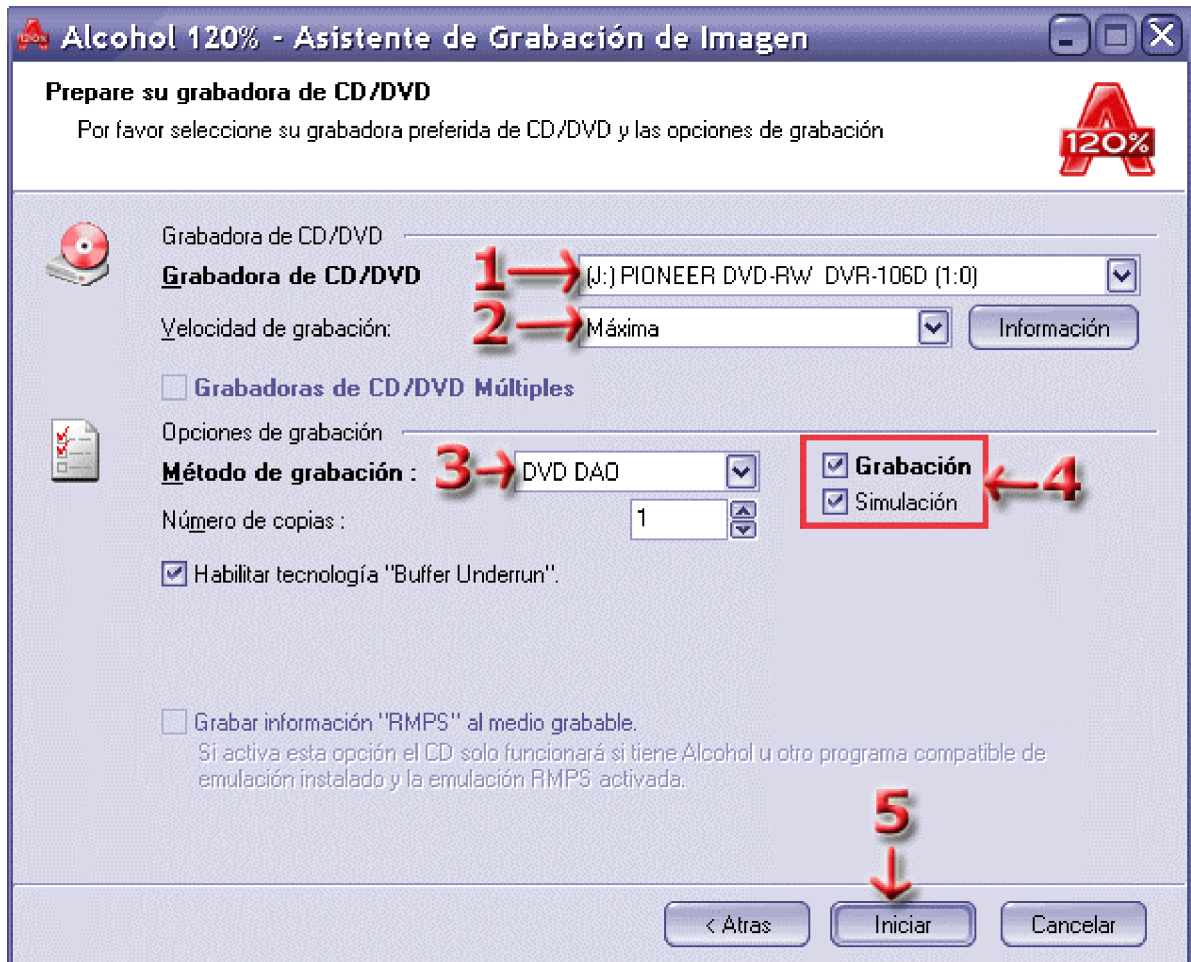 Alcohol 120% - Asistente de Grabación de Imagen
Prepare su grabadora de CD/DVD
Por favor seleccione su grabadora preferida de CD/DVD y las opciones de grabación
A 120%
Grabadora de CD/DVD
Grabadora de CD/DVD 1 (J:) PIONEER DVD-RW DVR-106D (1:0)
Velocidad de grabación: 2 Máxima Información
Grabadoras de CD/DVD Múltiples
Opciones de grabación
Método de grabación : 3 DVD DAO Grabación 4
Número de copias : 1 Simulación
Habilitar tecnología "Buffer Underrun".
Grabar información "RMPS" al medio grabable.
Si activa esta opción el CD solo funcionará si tiene Alcohol u otro programa compatible de
emulación instalado y la emulación RMPS activada.
5
< Atras Iniciar Cancelar